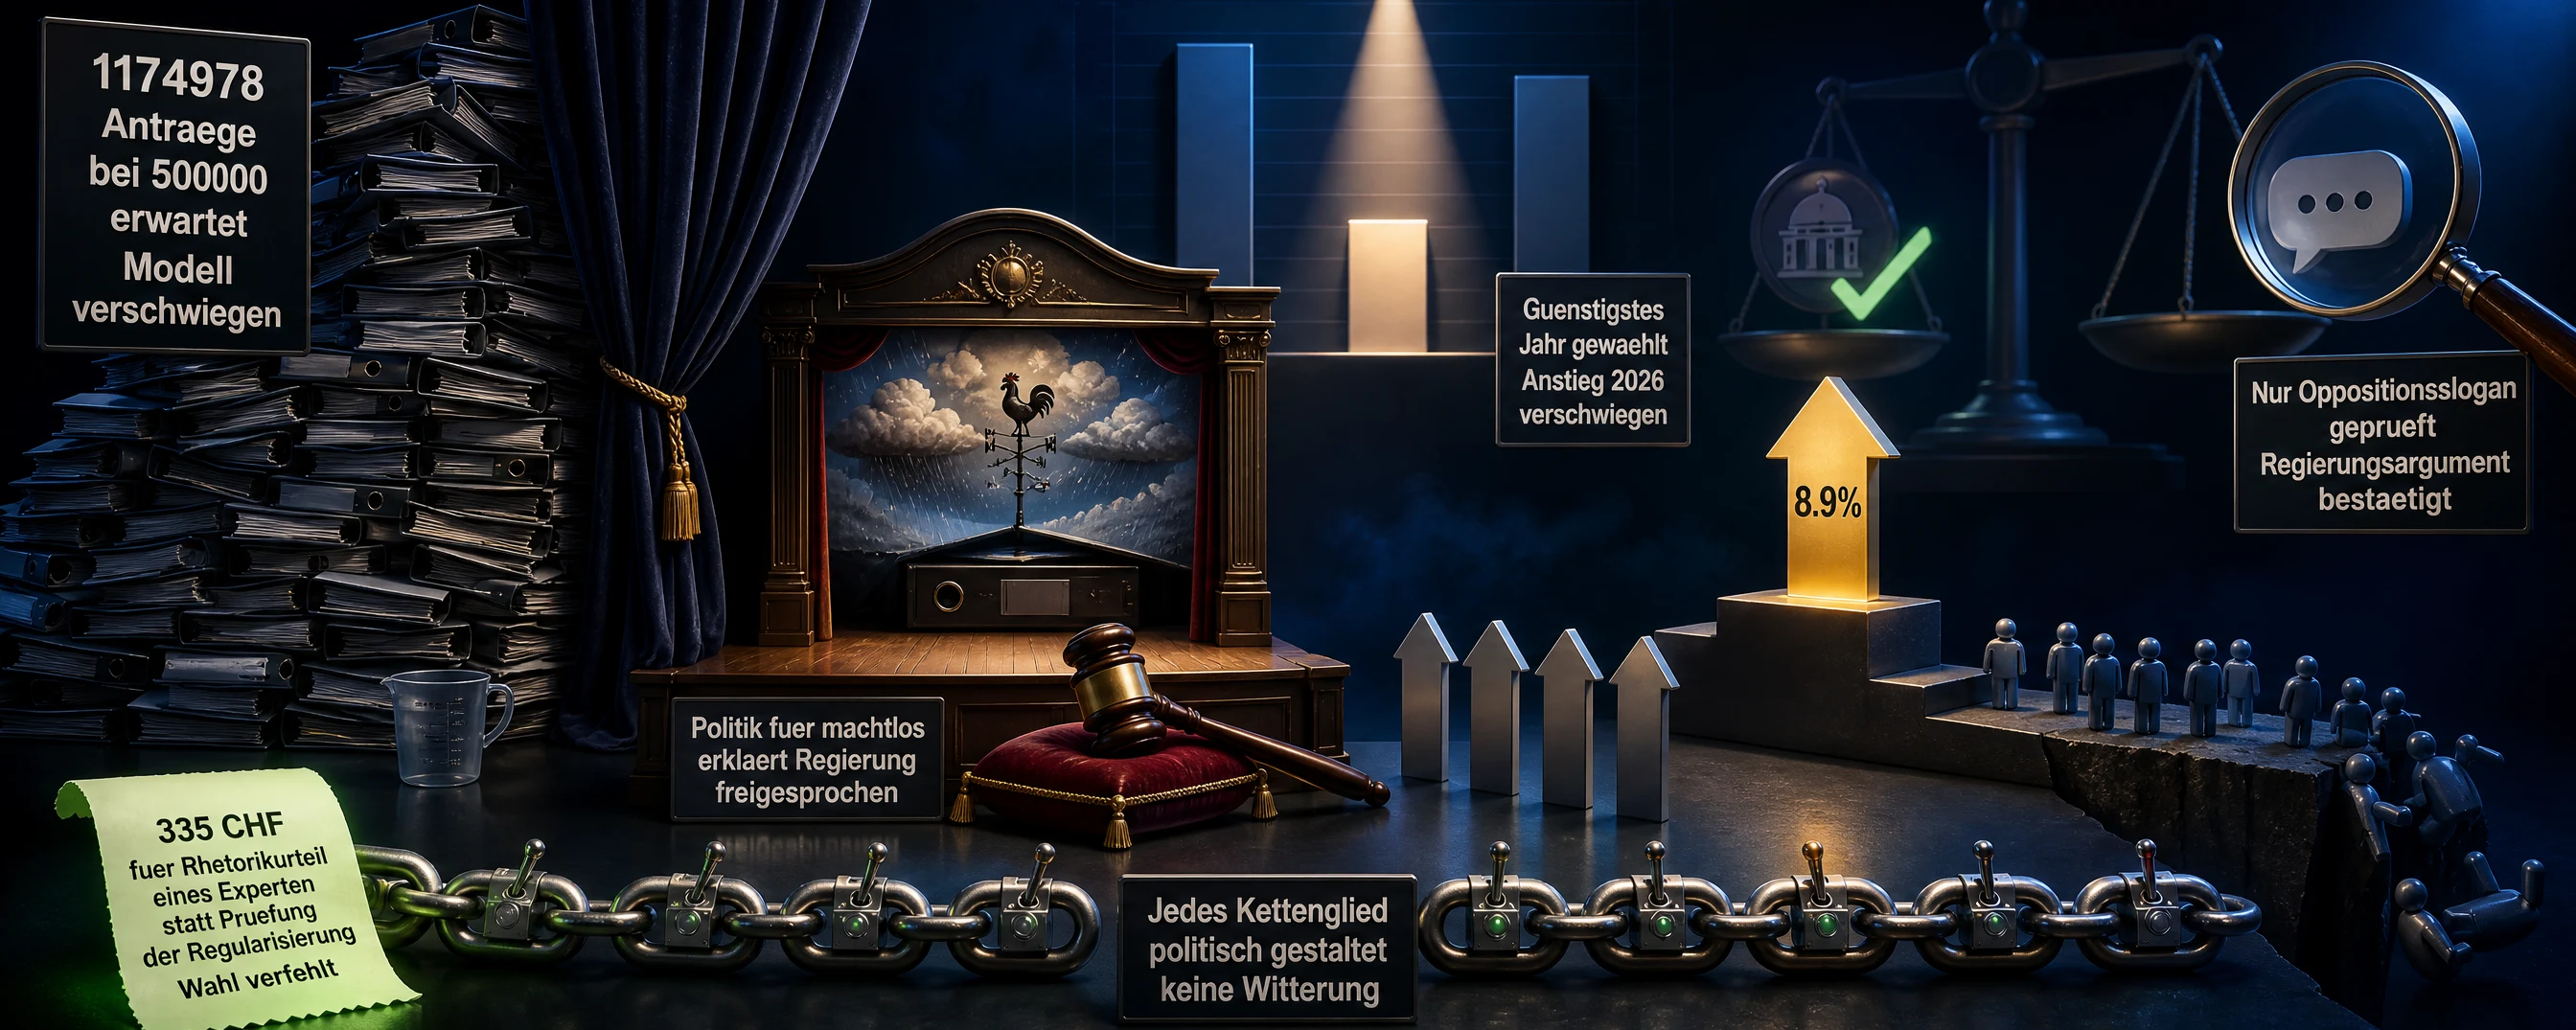 1174978
Antraege
bei 500000
erwartet
Modell
verschwiegen
Guenstigstes
Jahr gewaehlt
Anstieg 2026
verschwiegen
Nur Oppositionsslogan
geprueft
Regierungsargument
bestaetigt
8.9%
Politik fuer machtlos
erklaert Regierung
freigesprochen
335 CHF
fuer Rhetorikurteil
eines Experten
statt Pruefung
der Regularisierung
Wahl verfehlt
Jedes Kettenglied
politisch gestaltet
keine Witterung